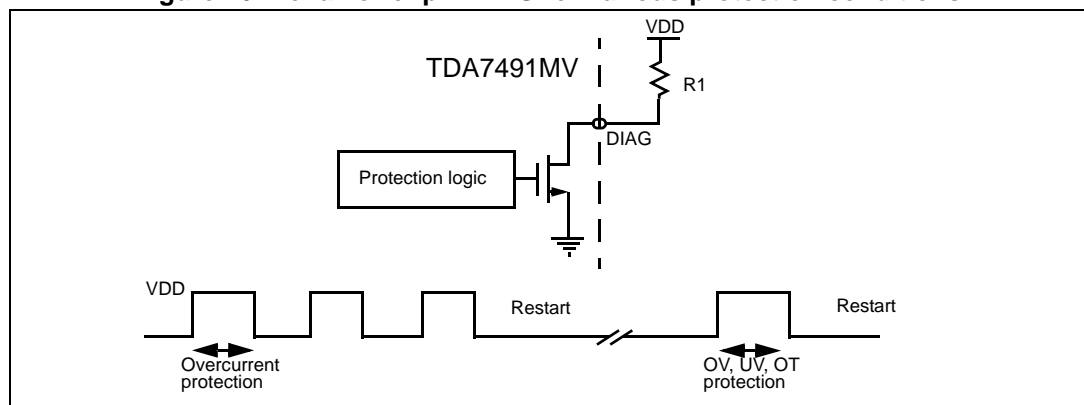 VDD
TDA7491MV
R1
DIAG
Protection logic
VDD
Restart
Restart
Overcurrent
protection
OV, UV, OT
protection